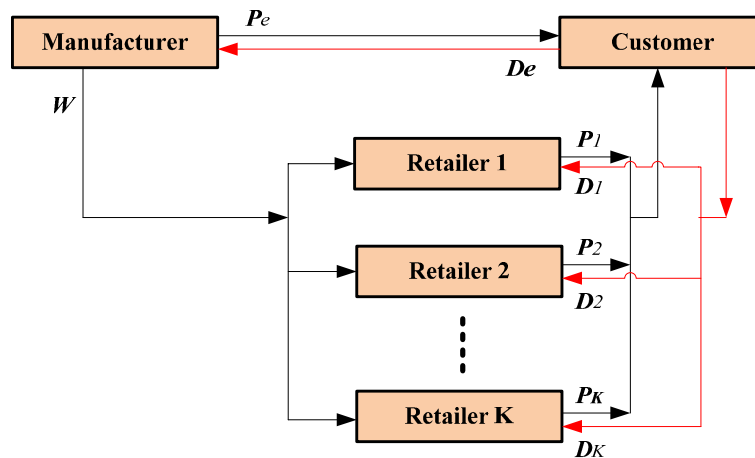 Pe
Manufacturer
Customer
De
W
P1
Retailer 1
D1
P2
Retailer 2
D2
PK
Retailer K
DK